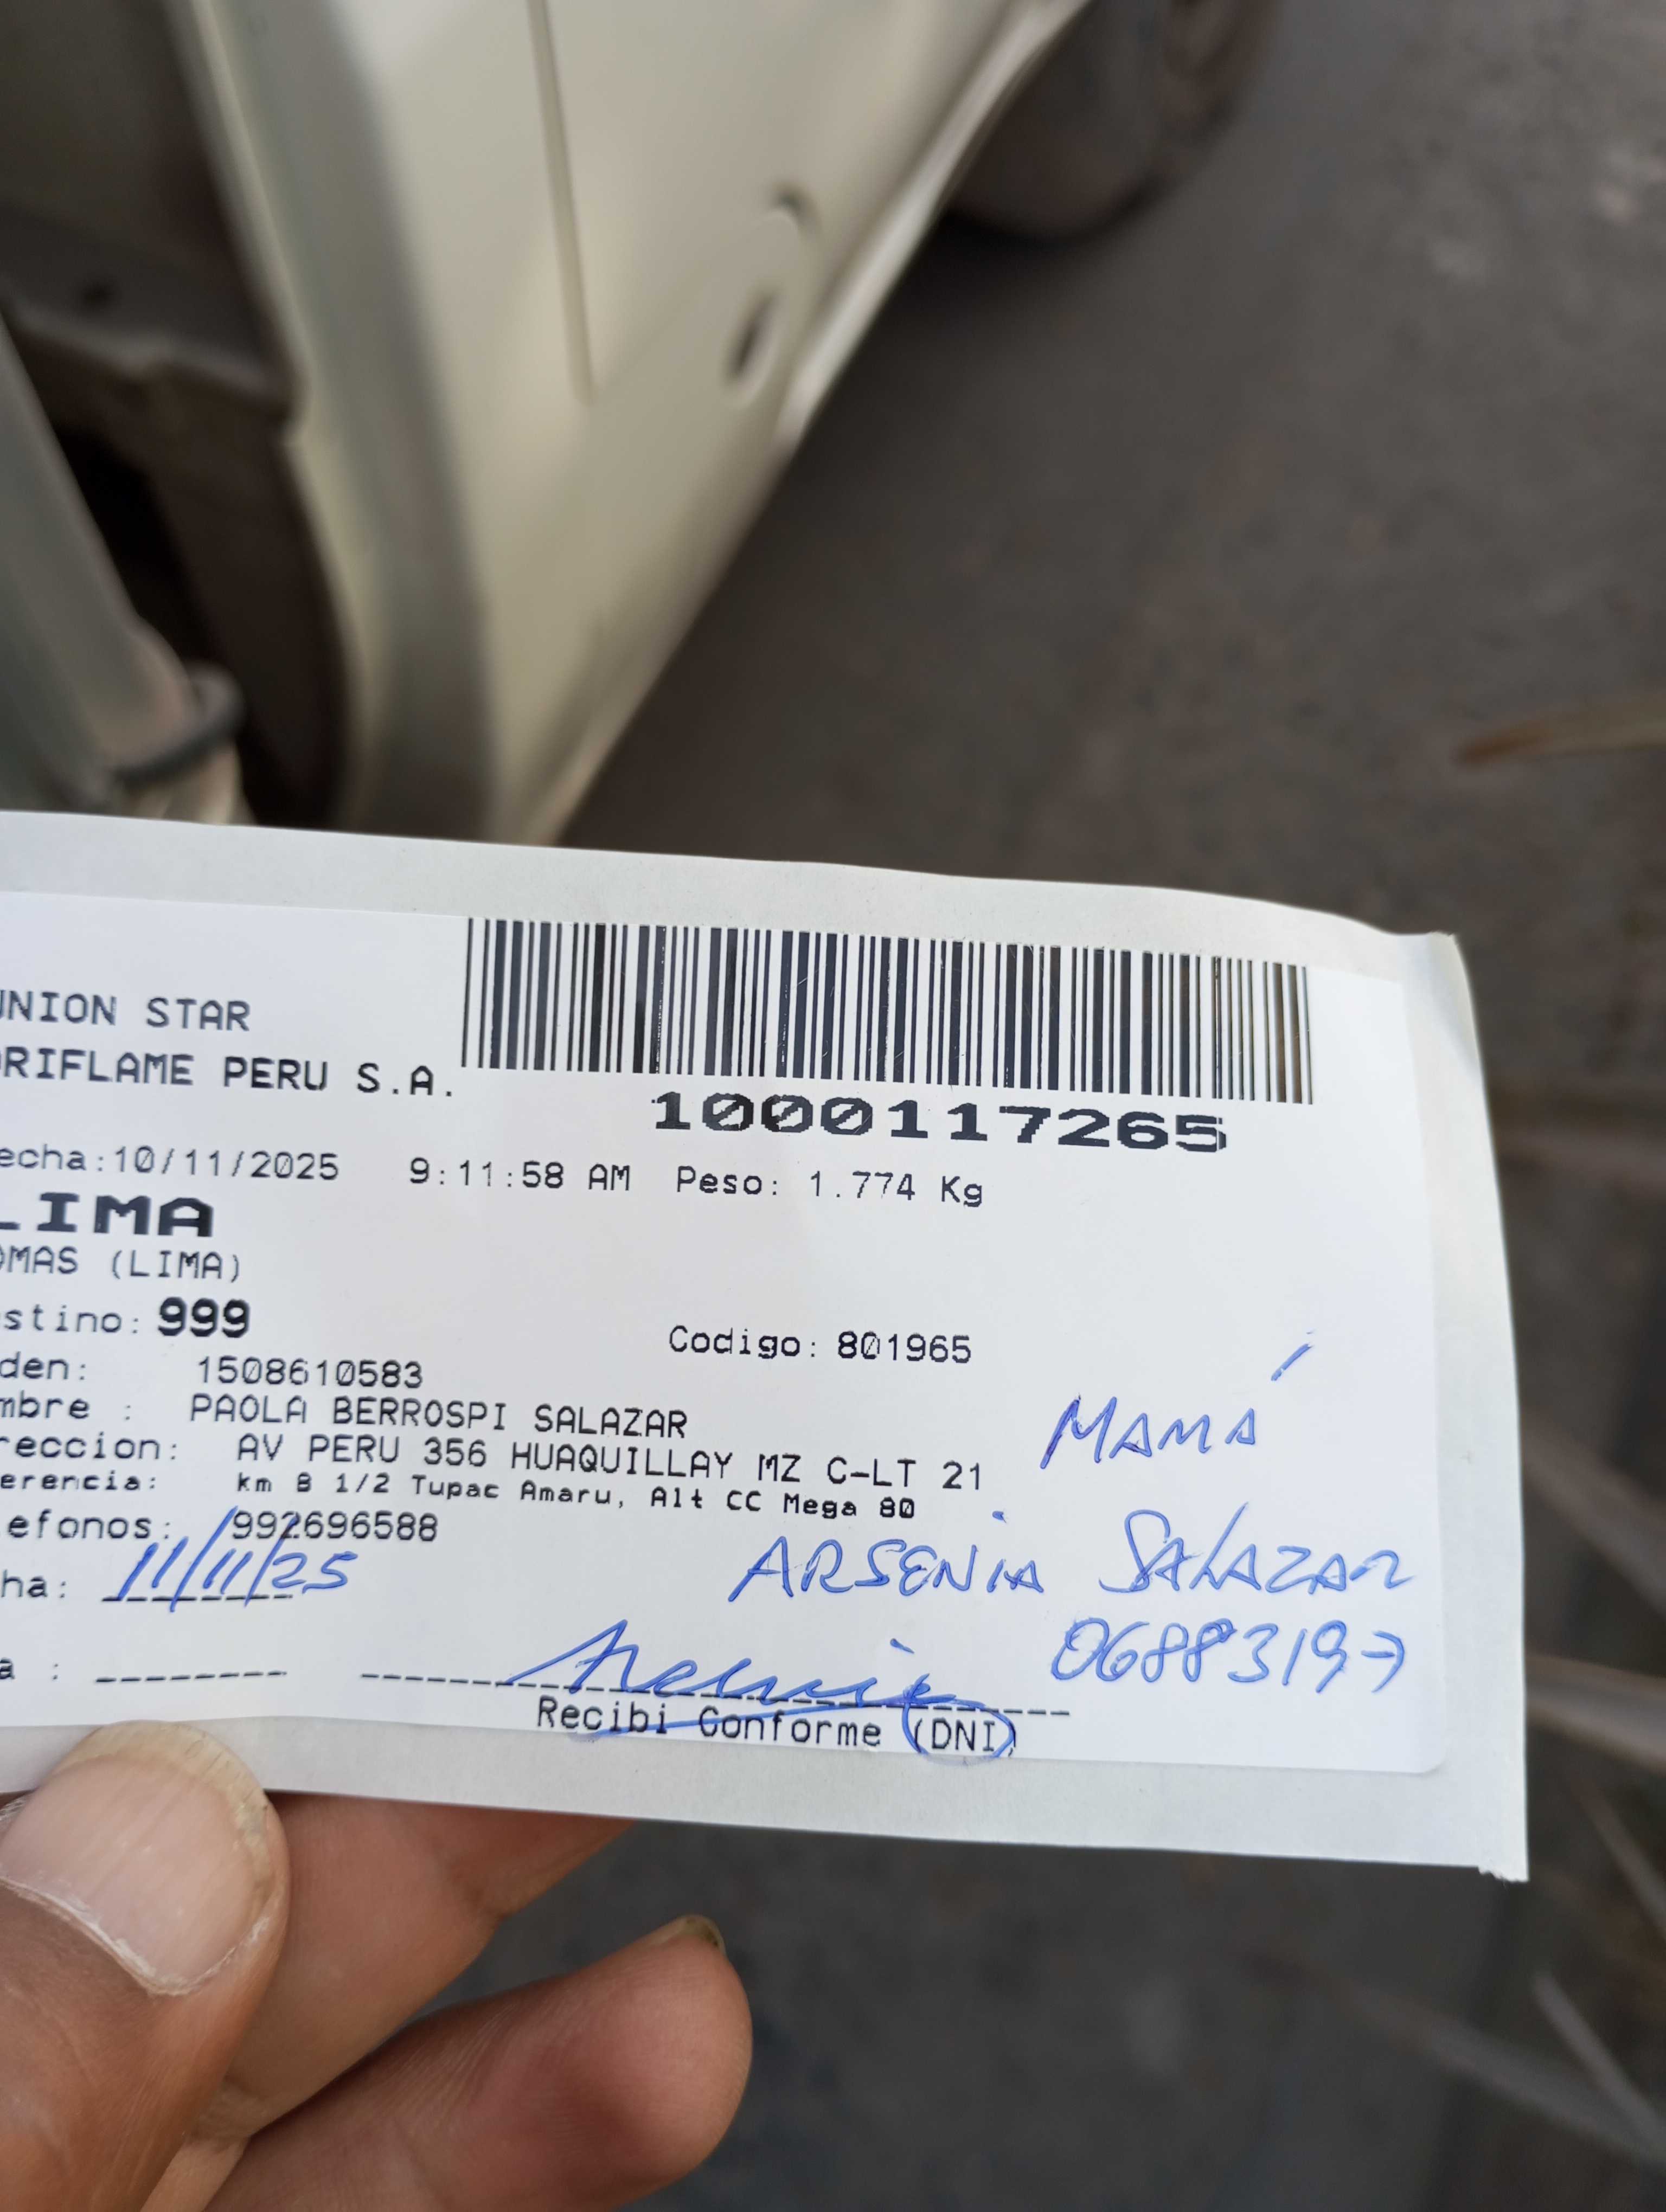 UNION STAR
ORIFLAME PERU S.A.
1000117265
echa:10/11/2025 9:11:58 AM Peso: 1.774 Kg
LIMA
OMAS (LIMA)
stino: 999
Codigo: 801965
den: 1508610583
mbre : PAOLA BERROSPI SALAZAR
reccion: AV PERU 356 HUAQUILLAY MZ C-LT 21
erencia: km 8 1/2 Tupac Amaru, Alt CC Mega 80
efonos: 992696588
MAMÁ
ha: 11/11/25
ARSENIA SALAZAR
06883197
a :
Recibi Conforme (DNI)